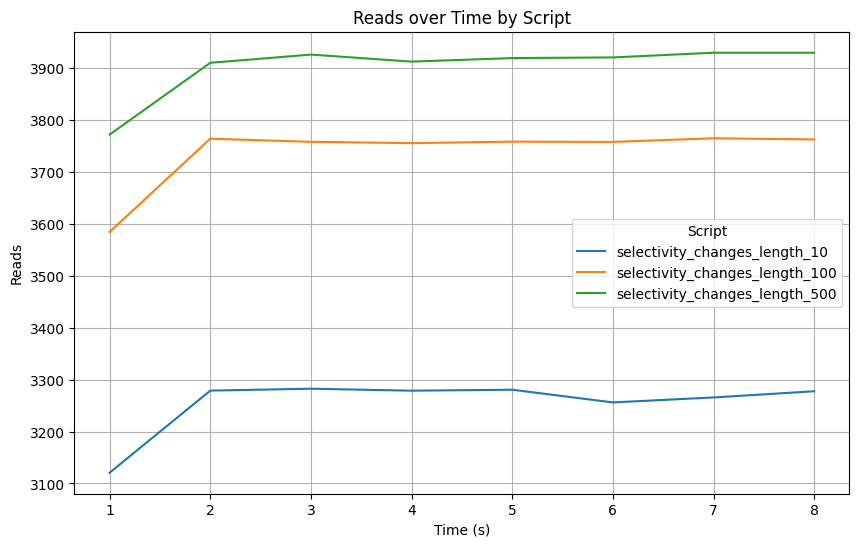 Reads over Time by Script
3900
3800
3700
3600
3500
3400
3300
3200
3100
Reads
Script
selectivity_changes_length_10
selectivity_changes_length_100
selectivity_changes_length_500
1 2 3 4 5 6 7 8
Time (s)